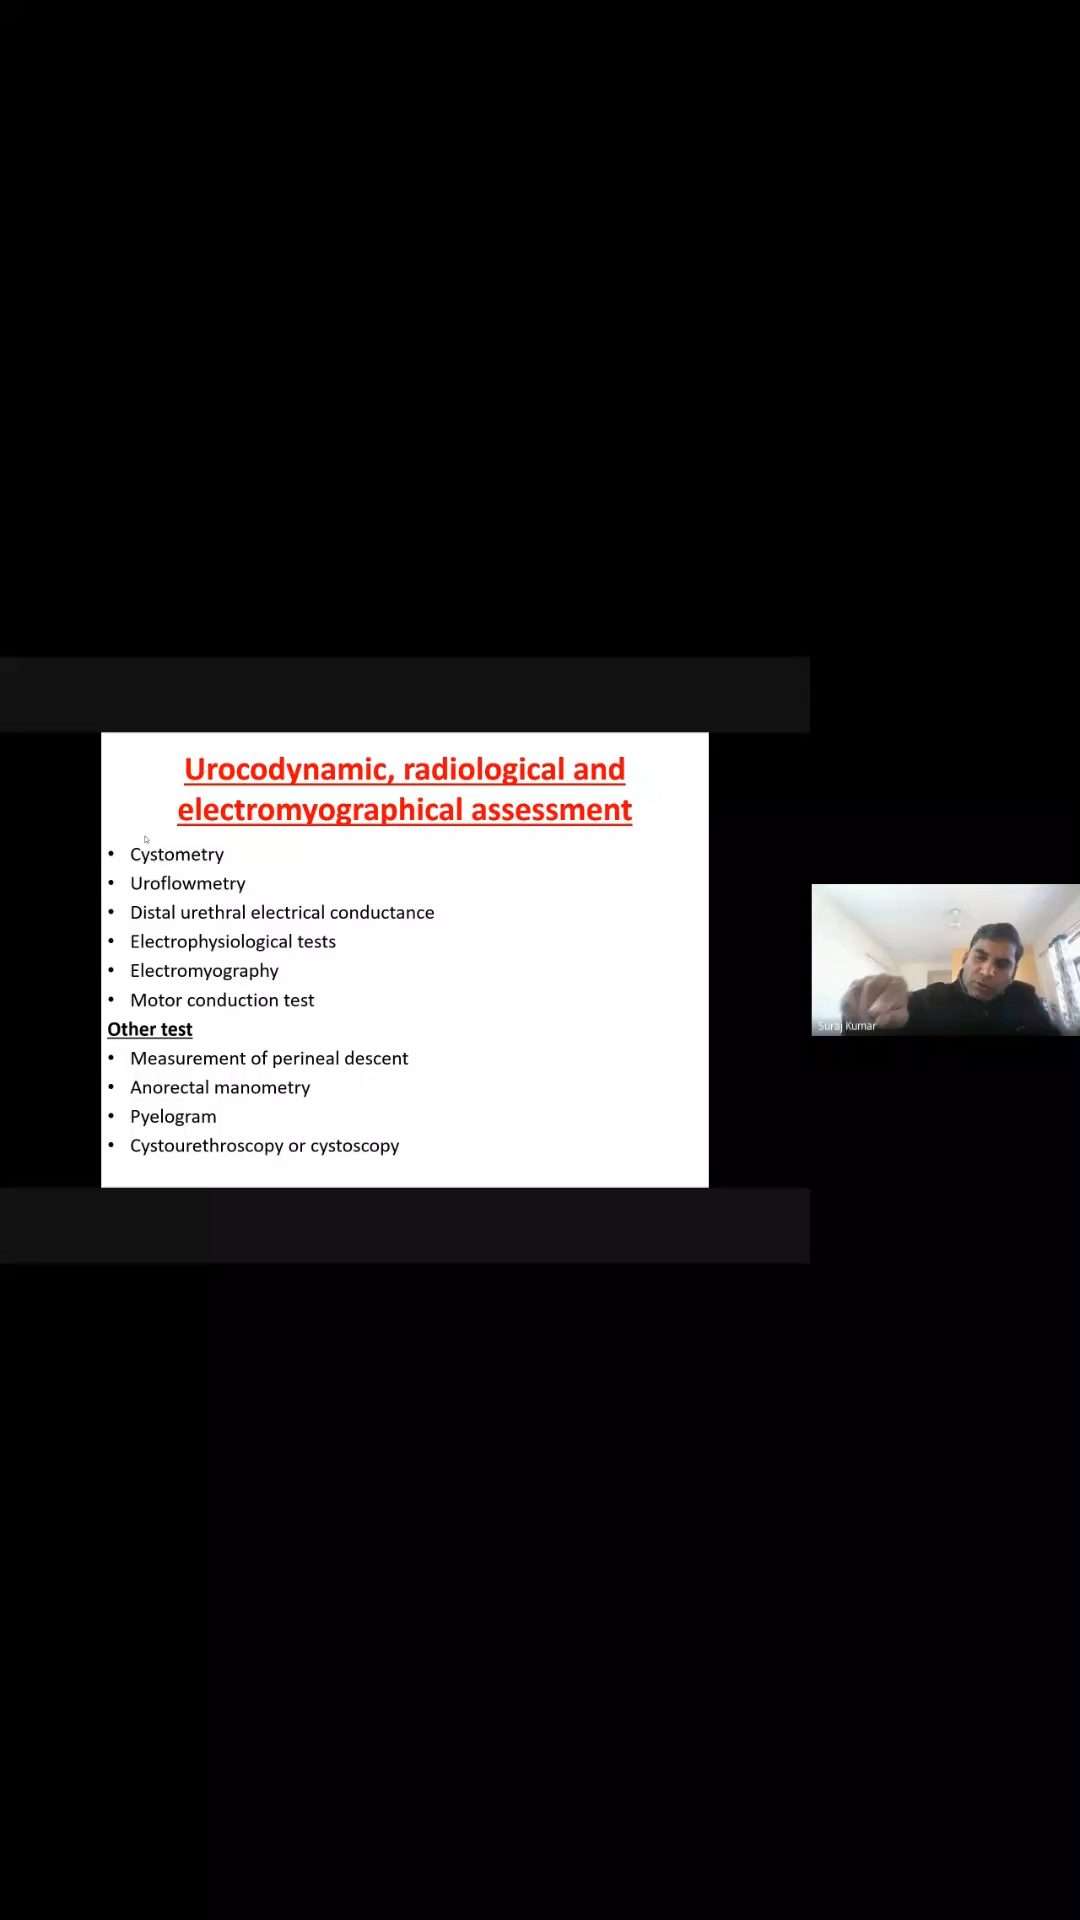 Urocodynamic, radiological and
electromyographical assessment
• Cystometry
• Uroflowmetry
• Distal urethral electrical conductance
• Electrophysiological tests
• Electromyography
• Motor conduction test
Other test
• Measurement of perineal descent
• Anorectal manometry
• Pyelogram
• Cystourethroscopy or cystoscopy
Suraj Kumar